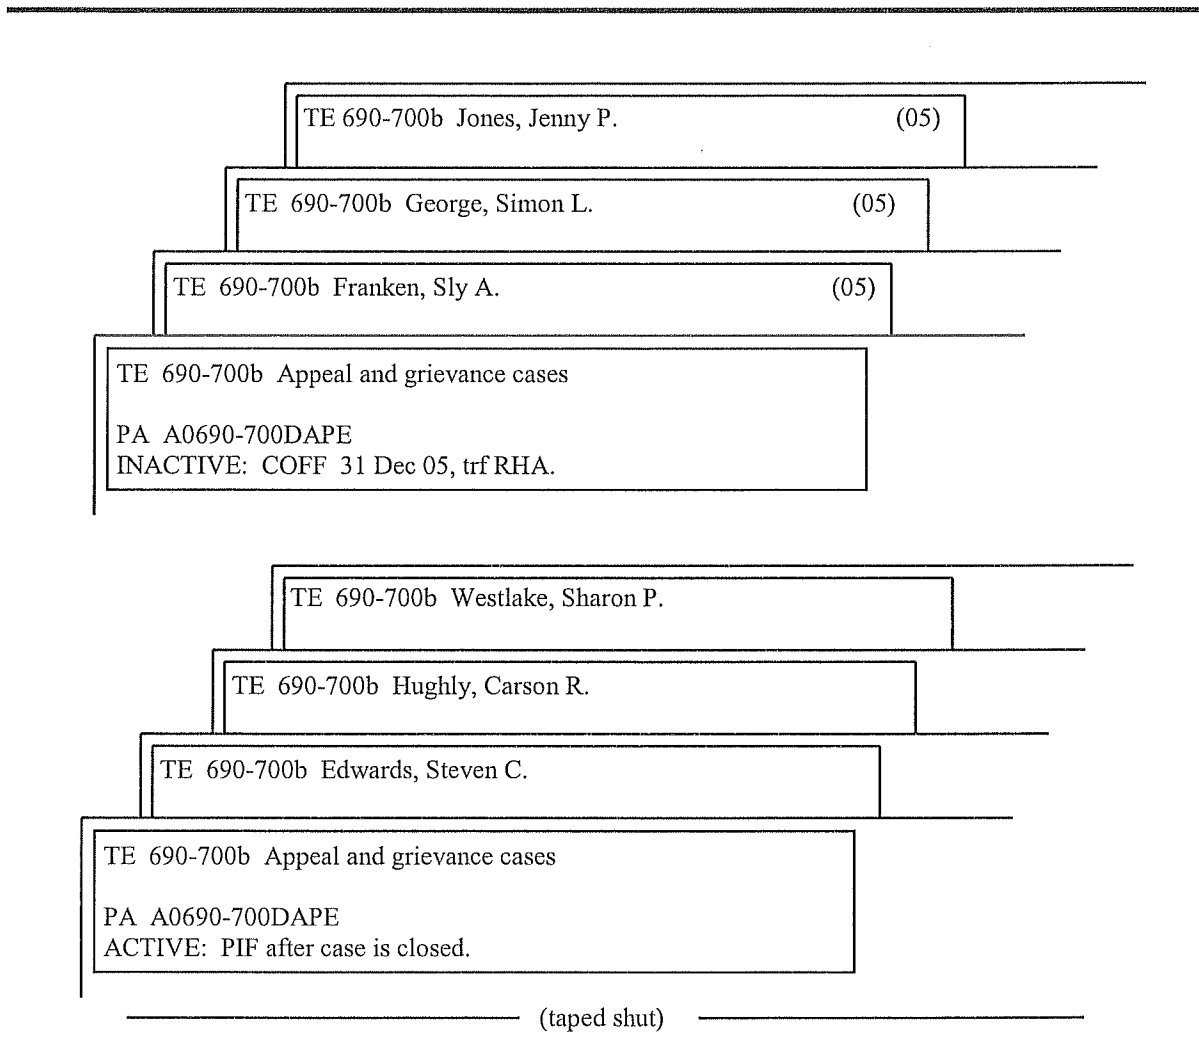 TE 690-700b Jones, Jenny P. (05)
TE 690-700b George, Simon L. (05)
TE 690-700b Franken, Sly A. (05)
TE 690-700b Appeal and grievance cases
PA A0690-700DAPE
INACTIVE: COFF 31 Dec 05, trf RHA.
TE 690-700b Westlake, Sharon P.
TE 690-700b Hughly, Carson R.
TE 690-700b Edwards, Steven C.
TE 690-700b Appeal and grievance cases
PA A0690-700DAPE
ACTIVE: PIF after case is closed.
(taped shut)